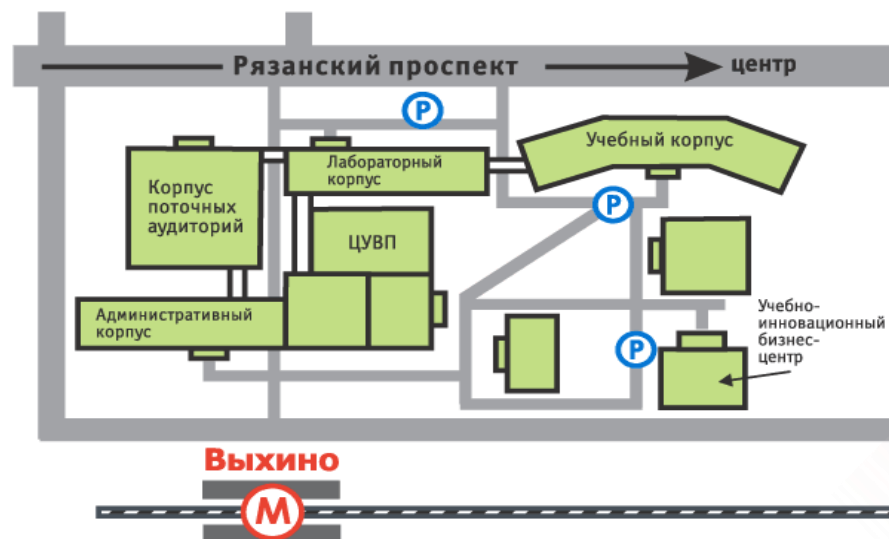 Рязанский проспект
центр
P
Учебный корпус
Лабораторный
корпус
Корпус
поточных
аудиторий
P
ЦУВП
Административный
корпус
Учебно-
инновационный
бизнес-
центр
P
Выхино
М